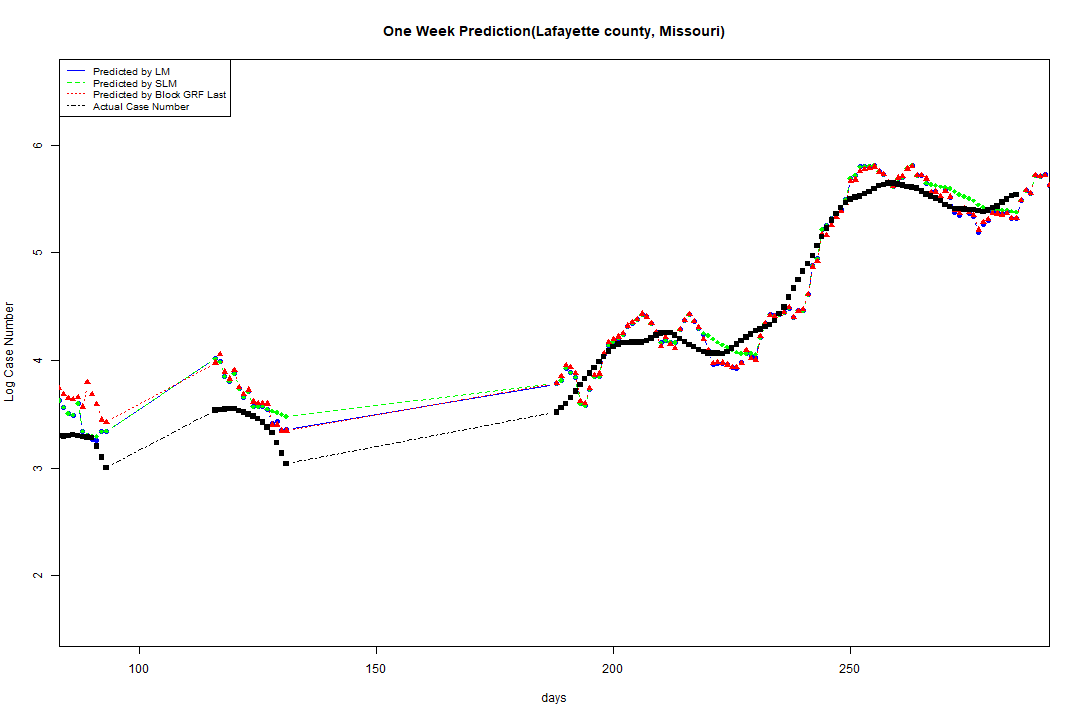 One Week Prediction(Lafayette county, Missouri)
Predicted by LM
Predicted by SLM
Predicted by Block GRF Last
Actual Case Number
6
5
4
3
2
Log Case Number
100
150
200
250
days